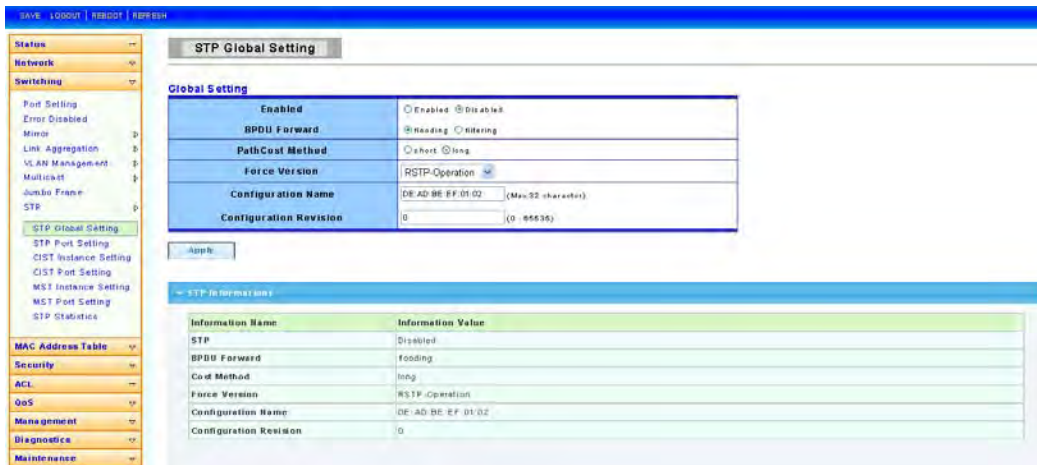 SAVE LOGOUT | REBOOT | REFRESH
Status
Network
Switching
Port Setting
Error Disabled
Mirror
Link Aggregation
VLAN Management
Multicast
Jumbo Frame
STP
STP Global Setting
STP Port Setting
CIST Instance Setting
CIST Port Setting
MST Instance Setting
MST Port Setting
STP Statistics
MAC Address Table
Security
ACL
QoS
Management
Diagnostics
Maintenance
STP Global Setting
Global Setting
Enabled Enabled Disabled
BPDU Forward flooding filtering
PathCost Method short long
Force Version RSTP-Operation
Configuration Name DE:AD:BE:EF:01:02 (Max.32 character)
Configuration Revision 0 (0 - 65535)
Apply
STP Informations
Information Name Information Value
STP Disabled
BPDU Forward flooding
Cost Method long
Force Version RSTP-Operation
Configuration Name DE:AD:BE:EF:01:02
Configuration Revision 0